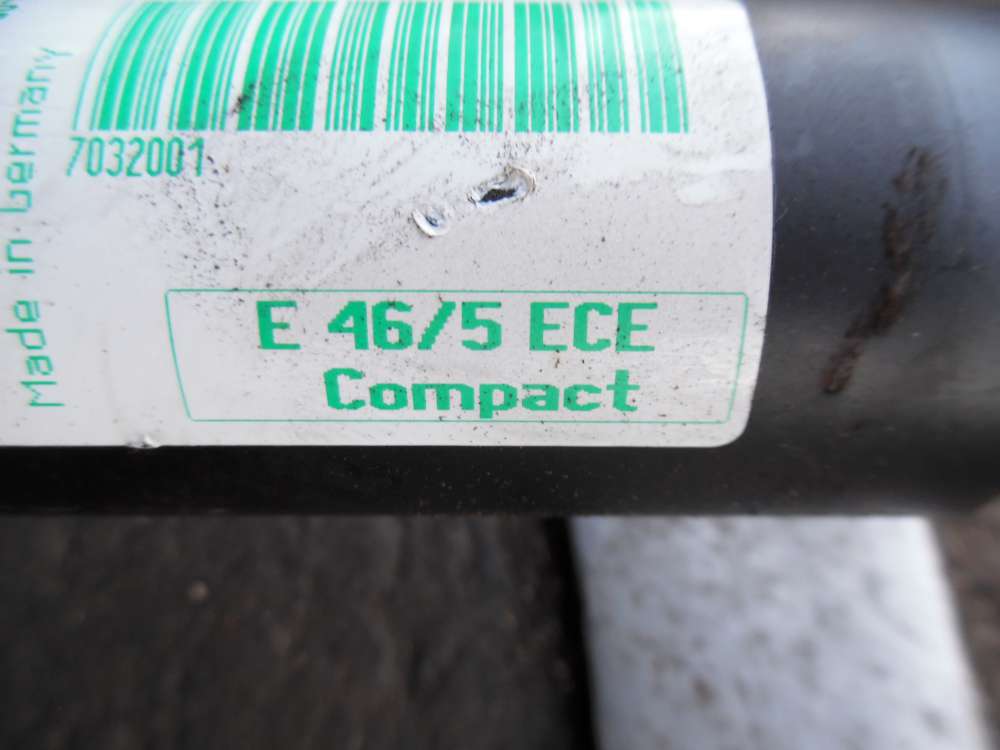 7032001
E 46/5 ECE
Compact
Made in Germany